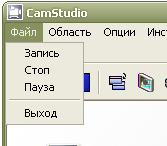 CamStudio
Файл Область Опции Инс
Запись
Стоп
Пауза
Выход